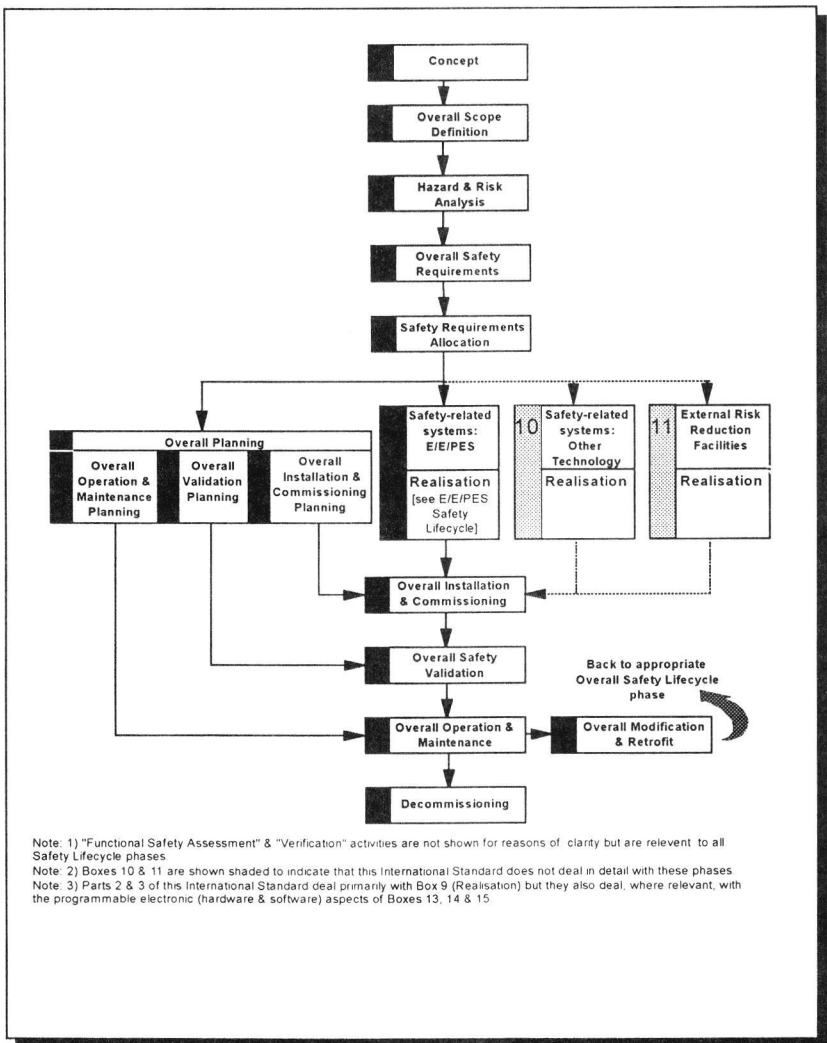 Concept
Overall Scope
Definition
Hazard & Risk
Analysis
Overall Safety
Requirements
Safety Requirements
Allocation
Overall Planning
Overall
Operation &
Maintenance
Planning
Overall
Validation
Planning
Overall
Installation &
Commissioning
Planning
Safety-related
systems:
E/E/PES
Realisation
[see E/E/PES
Safety
Lifecycle]
10
Safety-related
systems:
Other
Technology
Realisation
11
External Risk
Reduction
Facilities
Realisation
Overall Installation
& Commissioning
Overall Safety
Validation
Back to appropriate
Overall Safety Lifecycle
phase
Overall Operation &
Maintenance
Overall Modification
& Retrofit
Decommissioning
Note: 1) "Functional Safety Assessment" & "Verification" activities are not shown for reasons of clarity but are relevent to all
Safety Lifecycle phases
Note: 2) Boxes 10 & 11 are shown shaded to indicate that this International Standard does not deal in detail with these phases
Note: 3) Parts 2 & 3 of this International Standard deal primarily with Box 9 (Realisation) but they also deal, where relevant, with
the programmable electronic (hardware & software) aspects of Boxes 13, 14 & 15